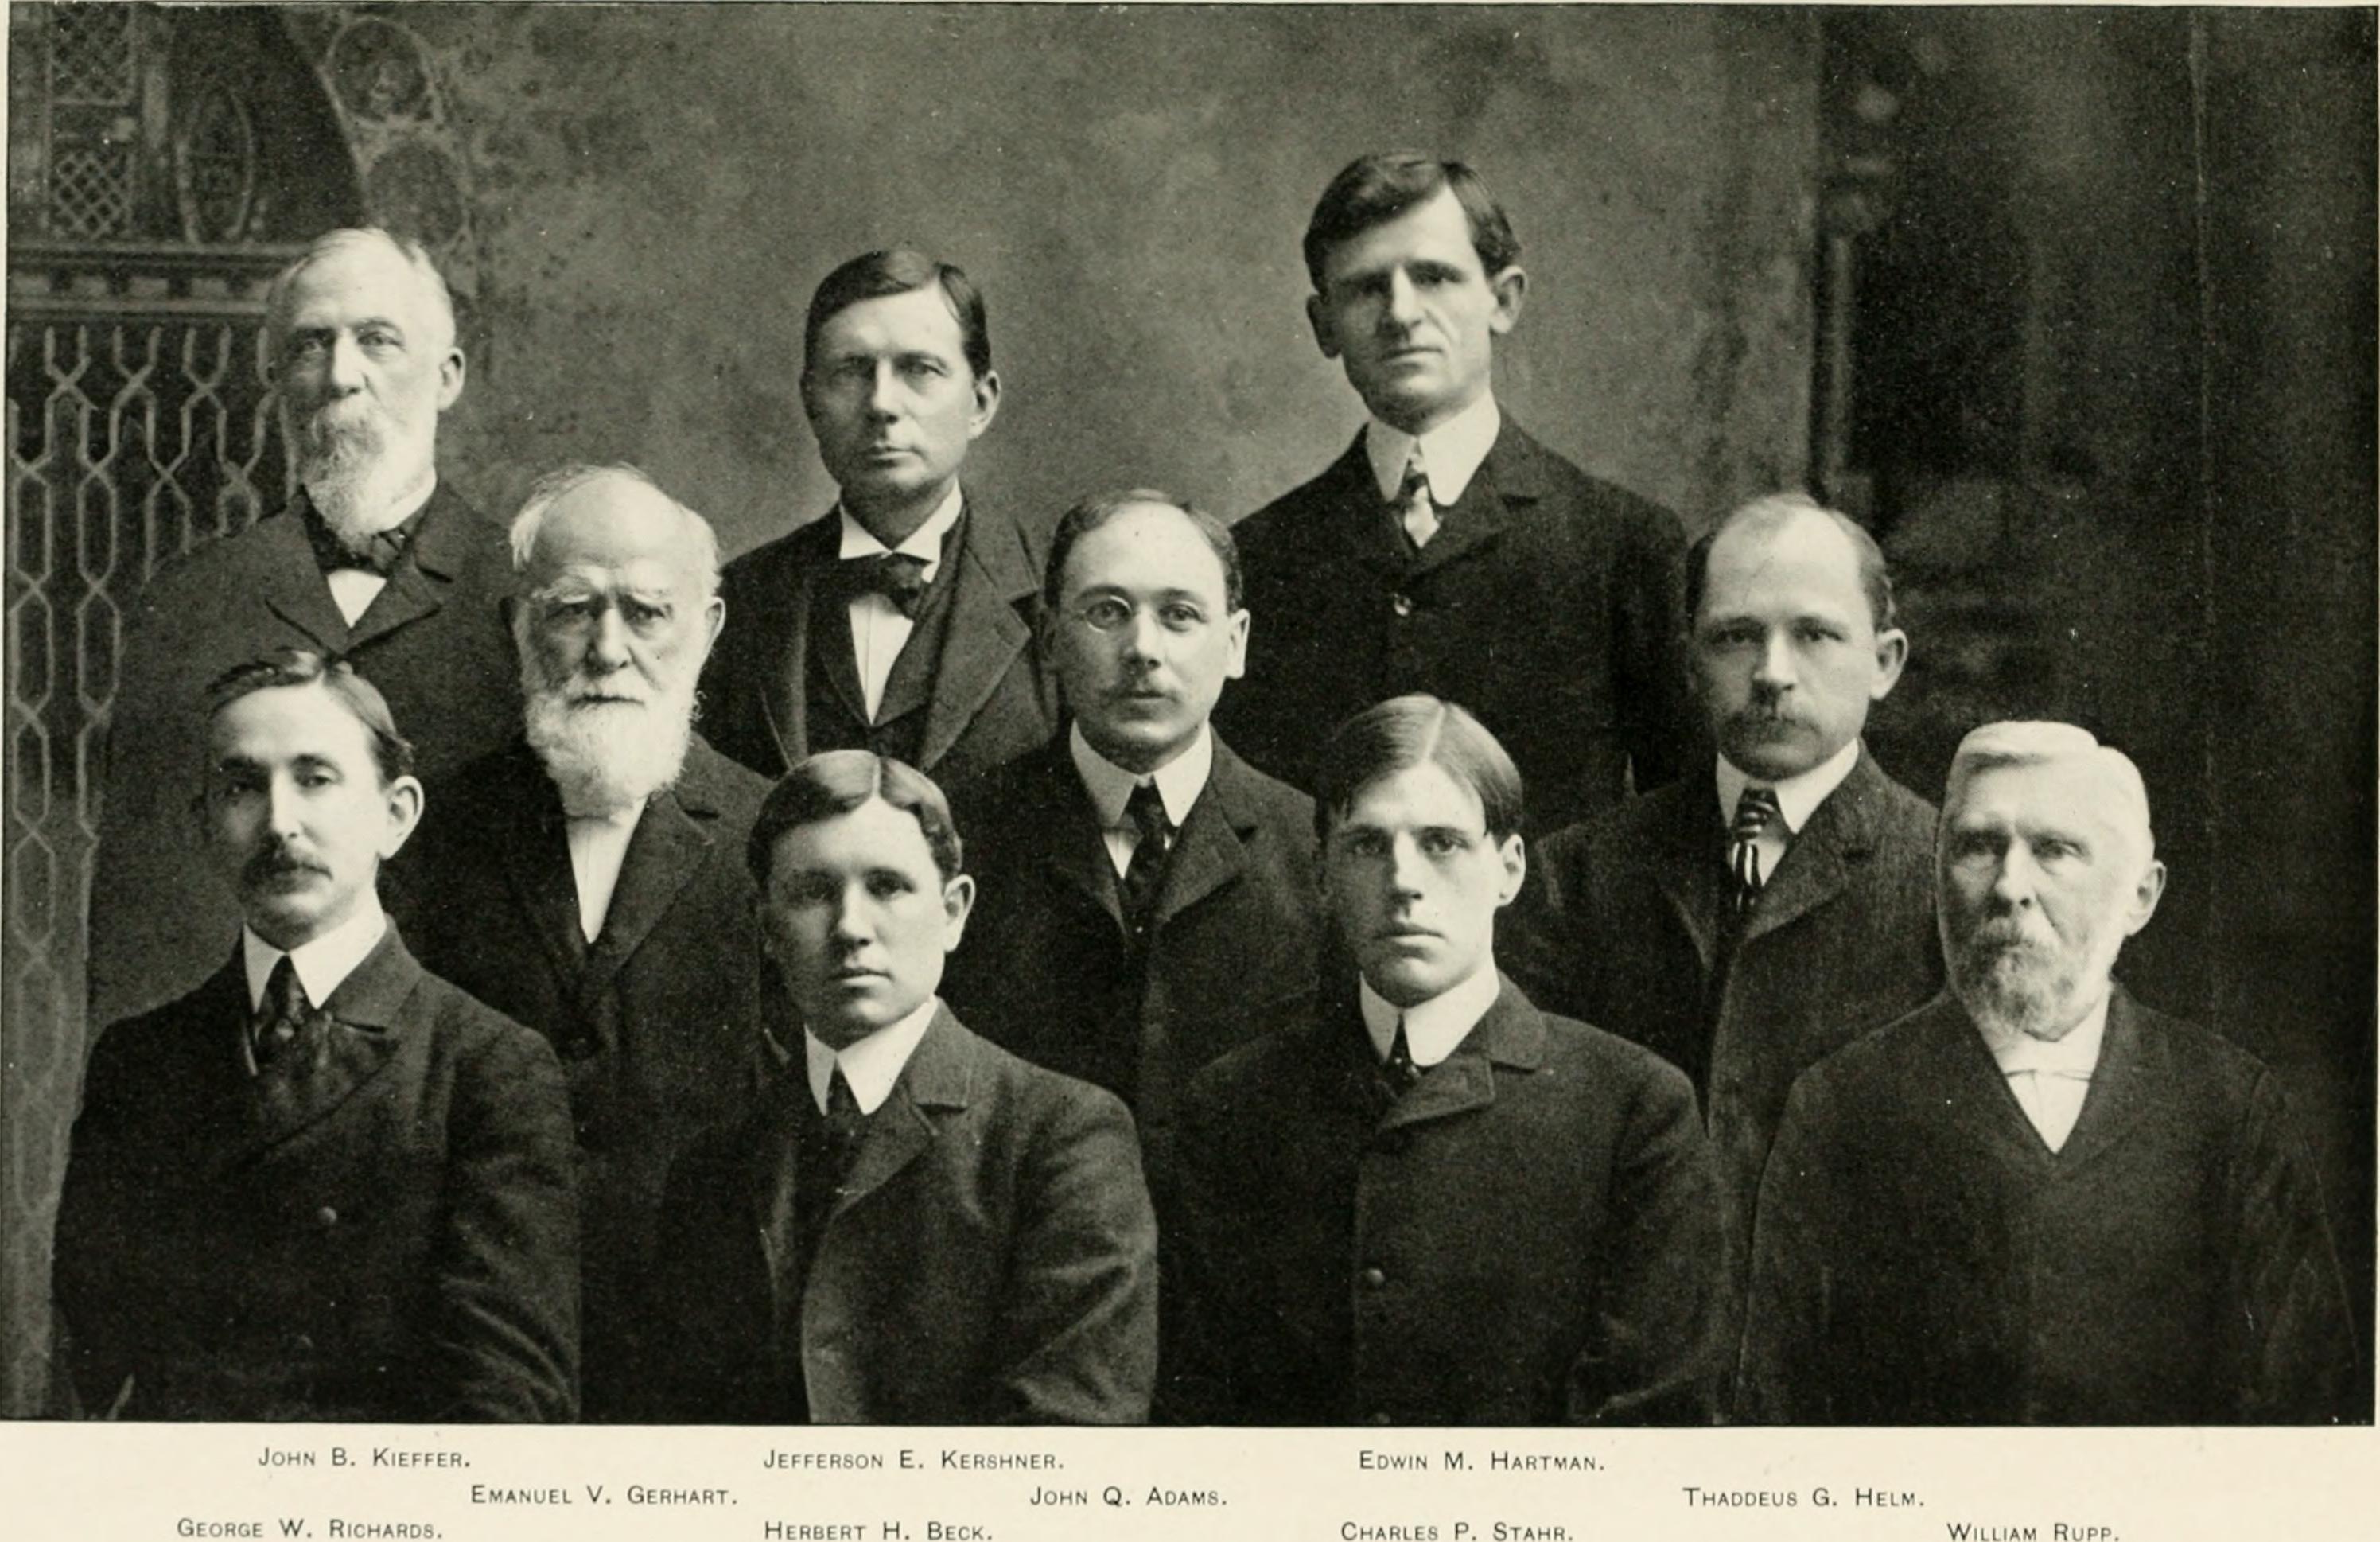 John B. Kieffer. Jefferson E. Kershner. Edwin M. Hartman.
Emanuel V. Gerhart. John Q. Adams. Thaddeus G. Helm.
George W. Richards. Herbert H. Beck. Charles P. Stahr. William Rupp.